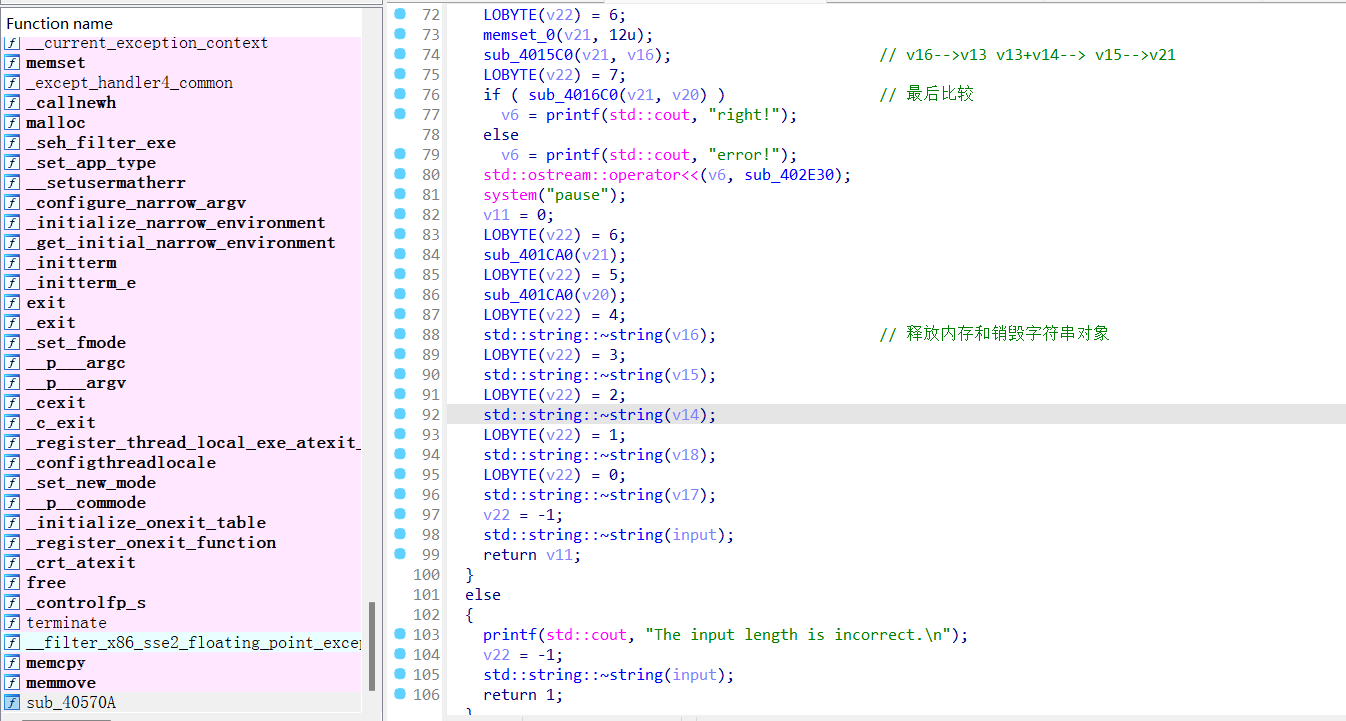 Function name
__current_exception_context
memset
_except_handler4_common
_callnewh
malloc
_seh_filter_exe
_set_app_type
__setusermatherr
_configure_narrow_argv
_initialize_narrow_environment
_get_initial_narrow_environment
_initterm
_initterm_e
exit
_exit
_set_fmode
__p___argc
__p___argv
_cexit
_c_exit
_register_thread_local_exe_atexit_
_configthreadlocale
_set_new_mode
__p__commode
_initialize_onexit_table
_register_onexit_function
_crt_atexit
free
_controlfp_s
terminate
__filter_x86_sse2_floating_point_exce
memcpy
memmove
sub_40570A
72 LOBYTE(v22) = 6;
73 memset_0(v21, 12u);
74 sub_4015C0(v21, v16); // v16-->v13 v13+v14--> v15-->v21
75 LOBYTE(v22) = 7;
76 if ( sub_4016C0(v21, v20) ) // 最后比较
77 v6 = printf(std::cout, "right!");
78 else
79 v6 = printf(std::cout, "error!");
80 std::ostream::operator<<(v6, sub_402E30);
81 system("pause");
82 v11 = 0;
83 LOBYTE(v22) = 6;
84 sub_401CA0(v21);
85 LOBYTE(v22) = 5;
86 sub_401CA0(v20);
87 LOBYTE(v22) = 4;
88 std::string::~string(v16); // 释放内存和销毁字符串对象
89 LOBYTE(v22) = 3;
90 std::string::~string(v15);
91 LOBYTE(v22) = 2;
92 std::string::~string(v14);
93 LOBYTE(v22) = 1;
94 std::string::~string(v18);
95 LOBYTE(v22) = 0;
96 std::string::~string(v17);
97 v22 = -1;
98 std::string::~string(input);
99 return v11;
100 }
101 else
102 {
103 printf(std::cout, "The input length is incorrect.\n");
104 v22 = -1;
105 std::string::~string(input);
106 return 1;
}